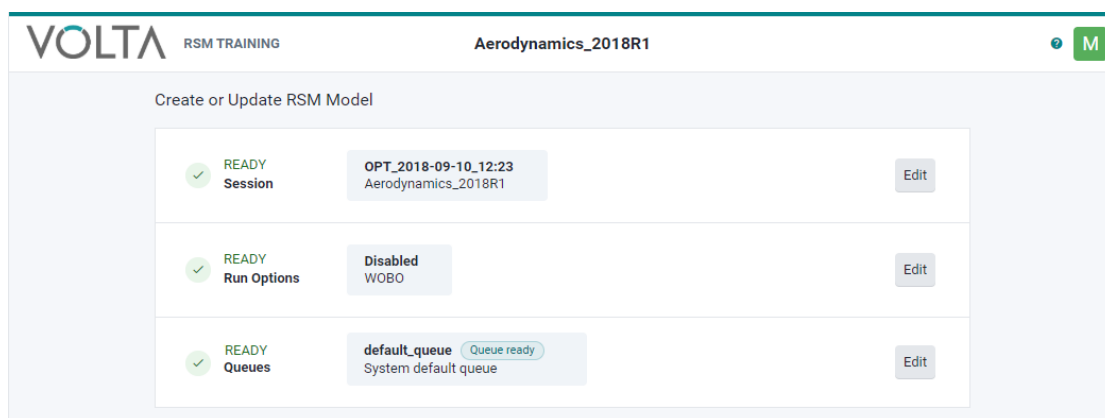 VOLTA RSM TRAINING Aerodynamics_2018R1 ? M
Create or Update RSM Model
READY
Session
OPT_2018-09-10_12:23
Aerodynamics_2018R1
Edit
READY
Run Options
Disabled
WOBO
Edit
READY
Queues
default_queue Queue ready
System default queue
Edit